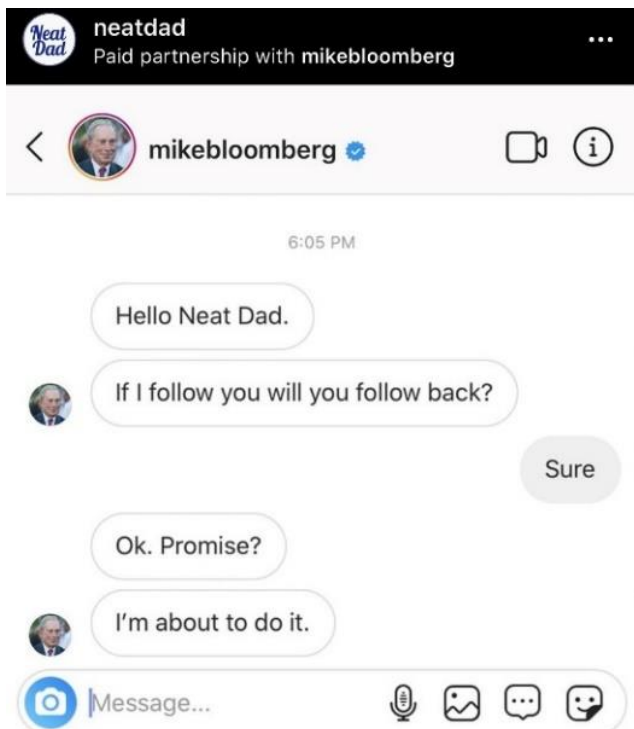 Neat
Dad
neatdad
Paid partnership with mikebloomberg
mikebloomberg
6:05 PM
Hello Neat Dad.
If I follow you will you follow back?
Sure
Ok. Promise?
I'm about to do it.
Message...